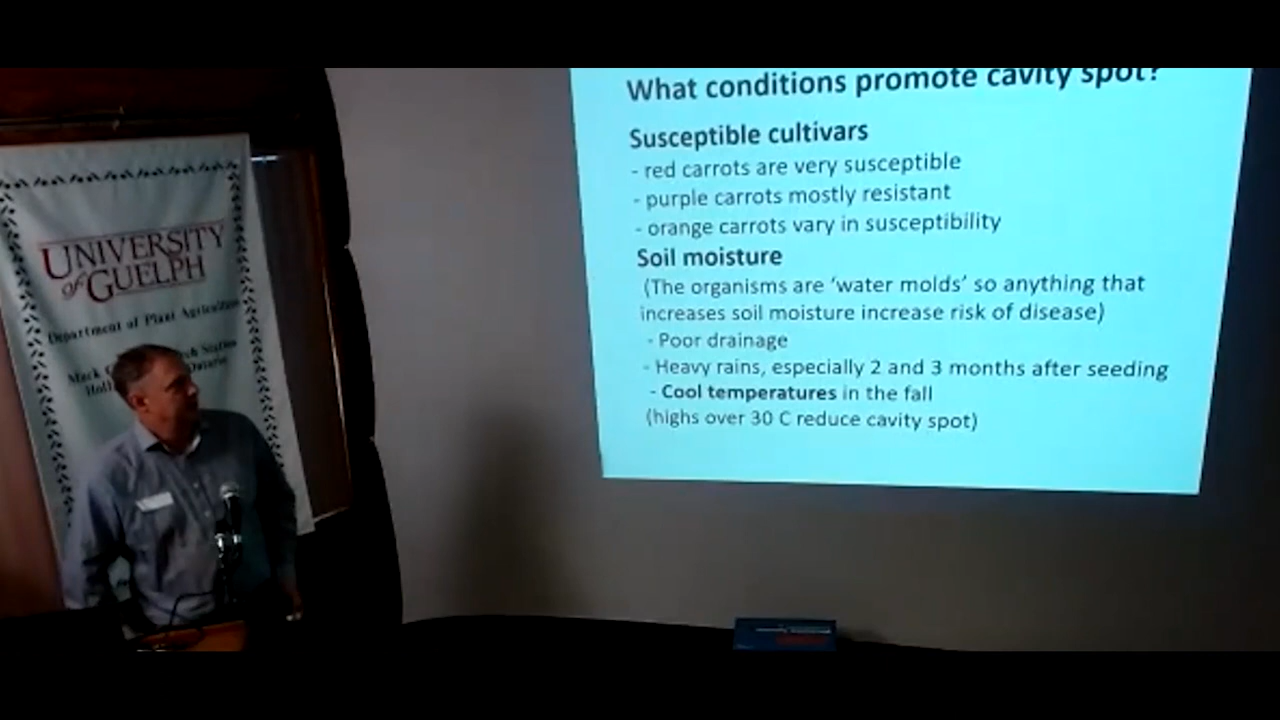 What conditions promote cavity spot?
Susceptible cultivars
- red carrots are very susceptible
- purple carrots mostly resistant
- orange carrots vary in susceptibility
Soil moisture
(The organisms are ‘water molds’ so anything that
increases soil moisture increase risk of disease)
- Poor drainage
- Heavy rains, especially 2 and 3 months after seeding
- Cool temperatures in the fall
(highs over 30 C reduce cavity spot)
UNIVERSITY
of GUELPH
Department of Plant